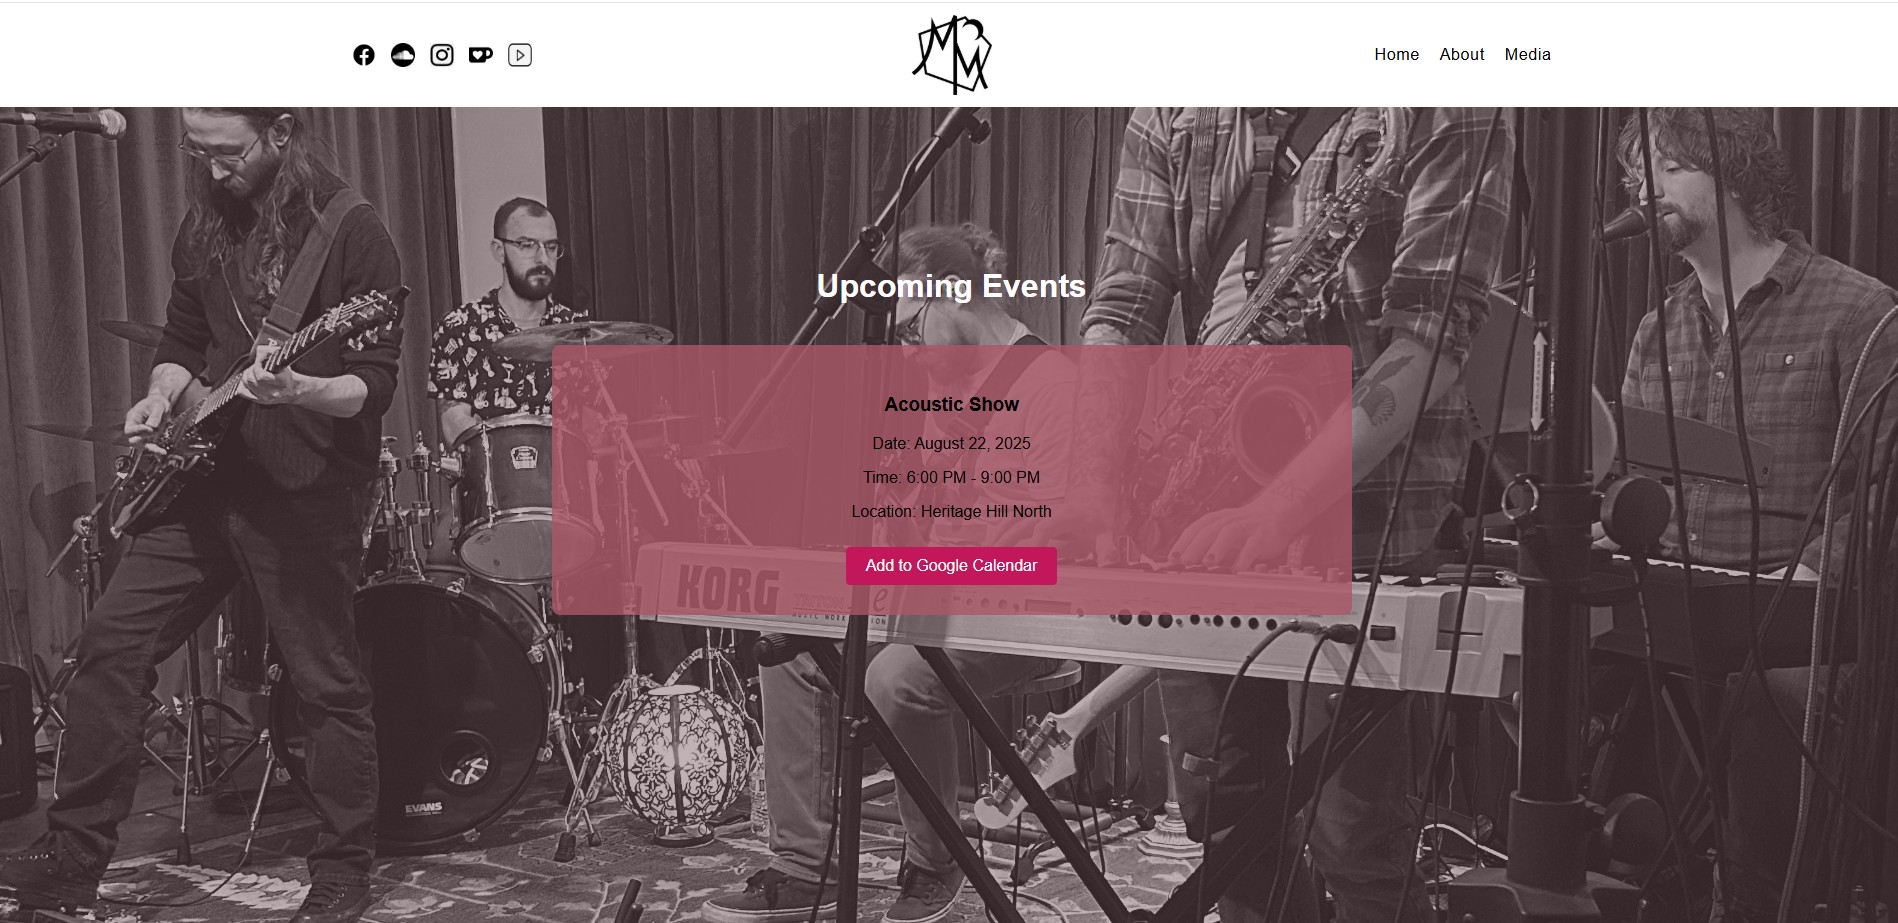 Home About Media
Upcoming Events
Acoustic Show
Date: August 22, 2025
Time: 6:00 PM - 9:00 PM
Location: Heritage Hill North
Add to Google Calendar
KORG
EVANS